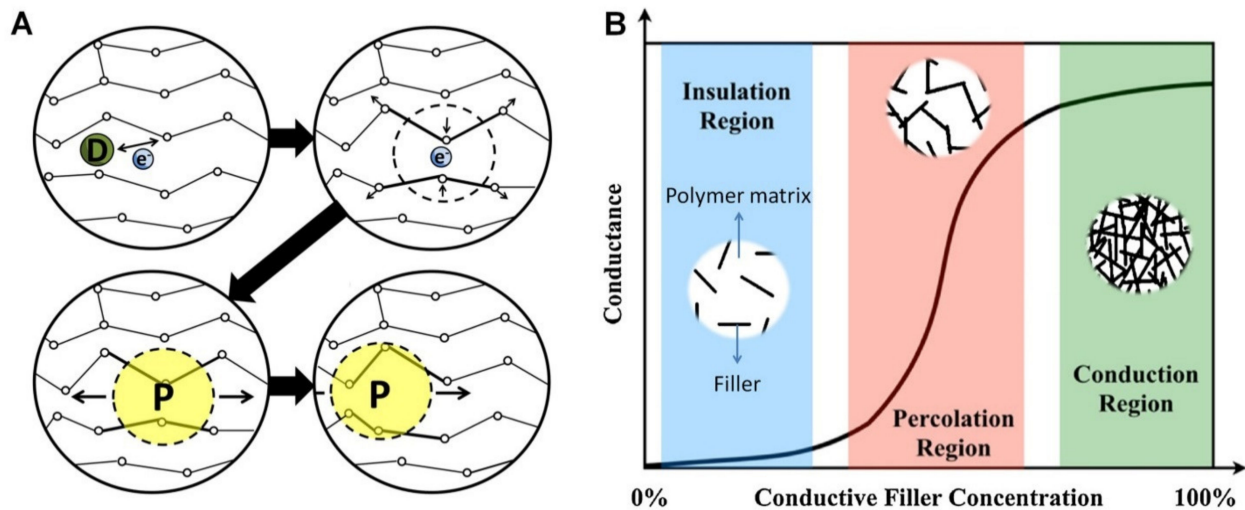 A
D
e-
e-
P
P
B
Conductance
Insulation
Region
Polymer matrix
Filler
Percolation
Region
Conduction
Region
0%
Conductive Filler Concentration
100%